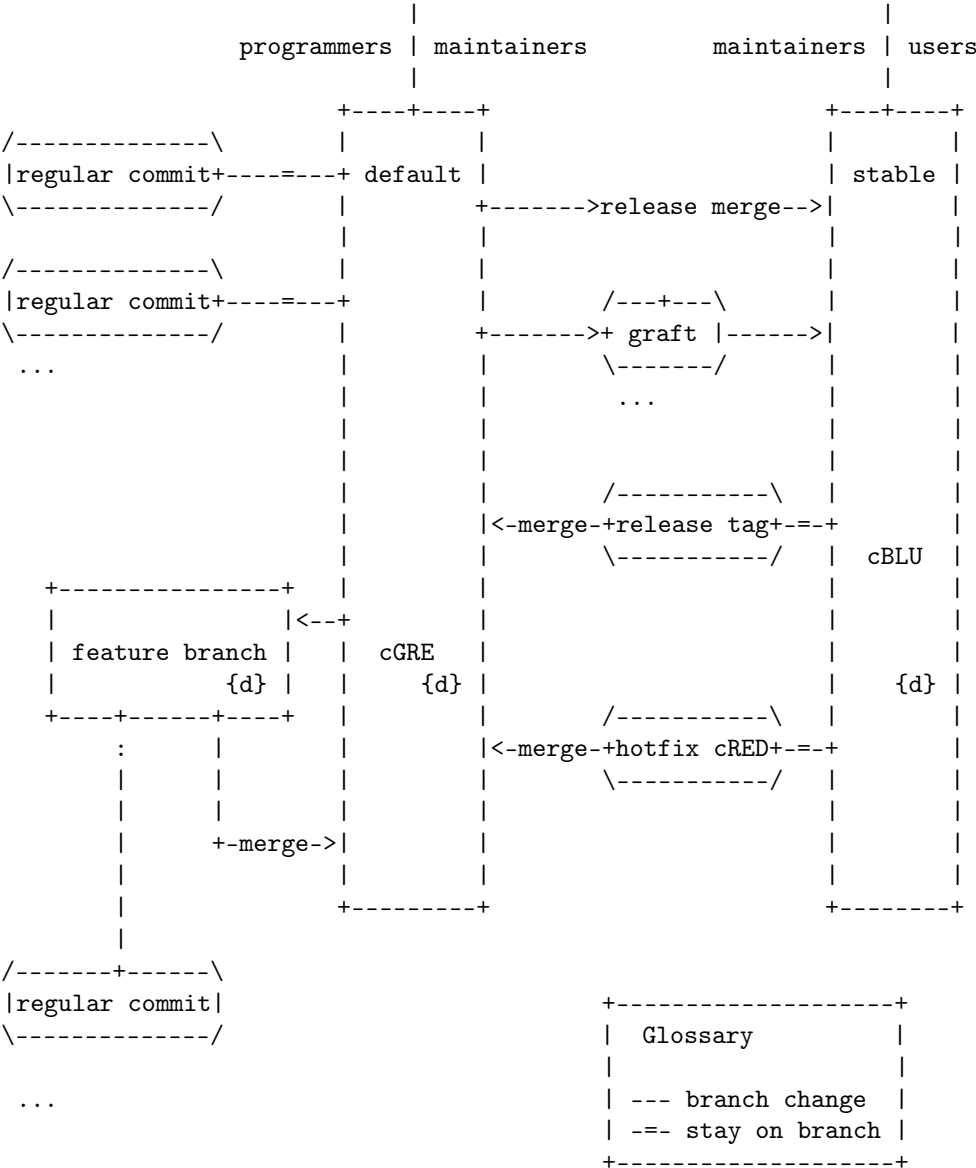 programmers | maintainers maintainers | users
regular commit default stable
release merge
regular commit
graft
...
...
merge release tag
cBLU
feature branch cGRE
{d} {d} {d}
merge hotfix cRED
merge
regular commit
Glossary
... --- branch change
-=- stay on branch